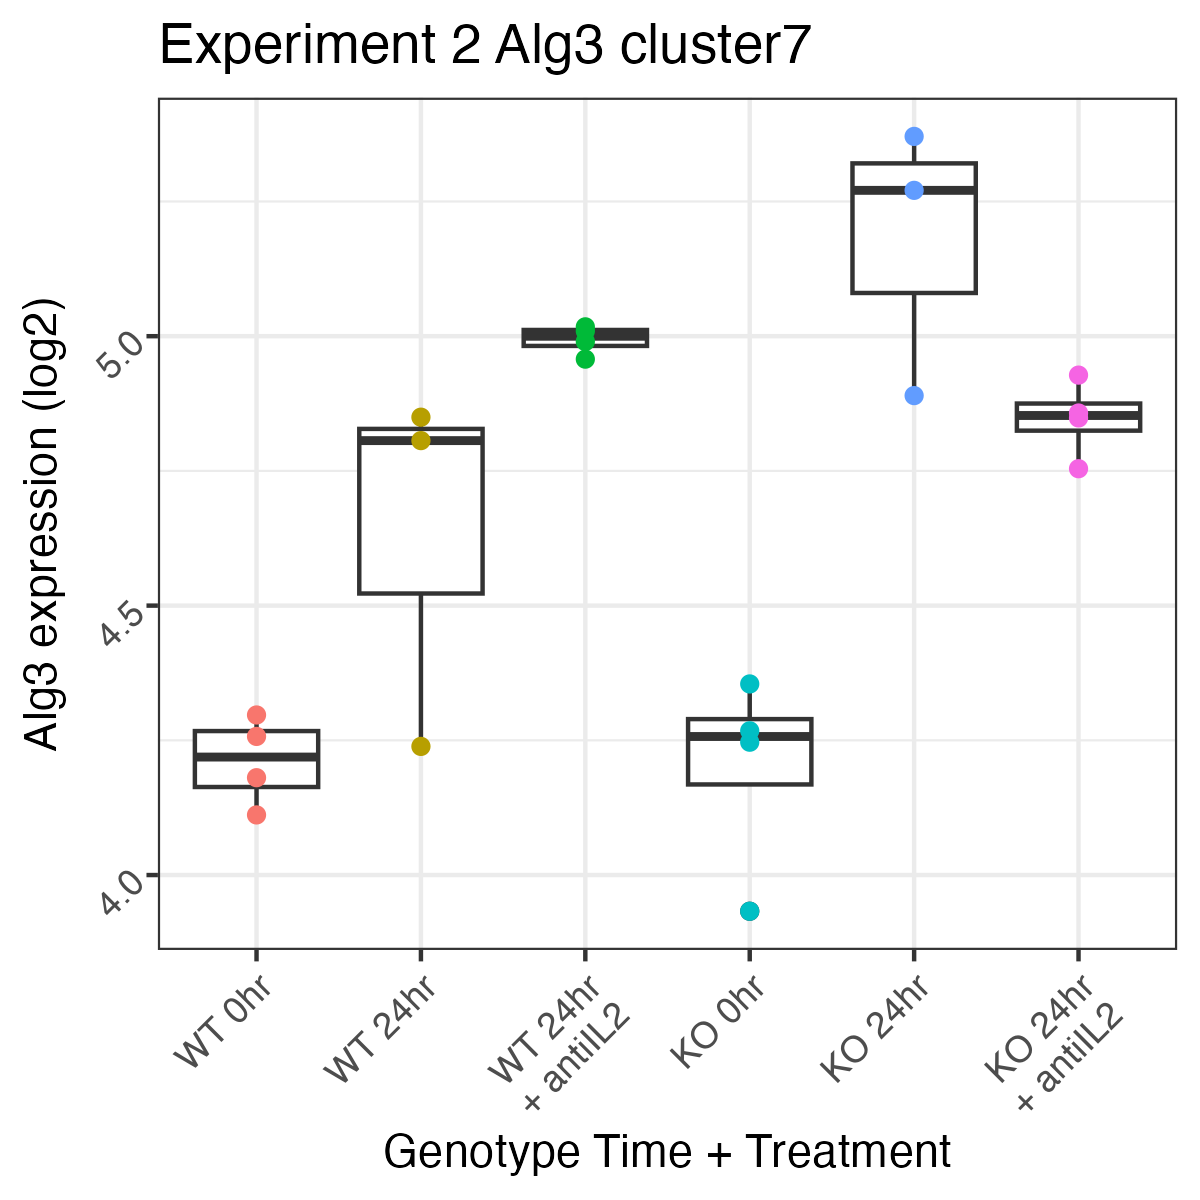 Experiment 2 Alg3 cluster7
Alg3 expression (log2)
5.0
4.5
4.0
WT 0hr
WT 24hr
WT 24hr
+ antiIL2
KO 0hr
KO 24hr
KO 24hr
+ antiIL2
Genotype Time + Treatment